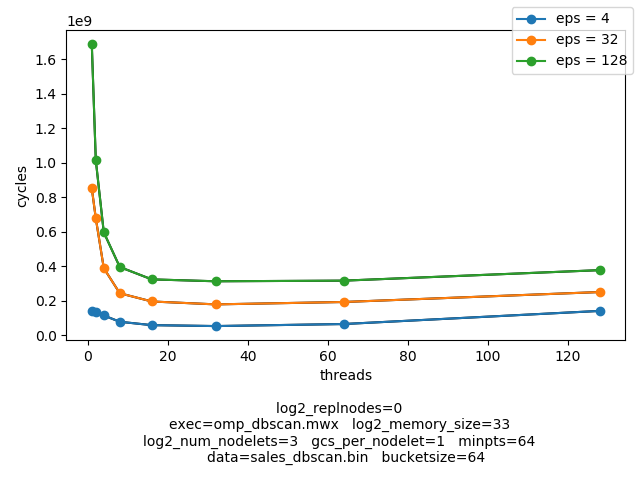 1e9
eps = 4
eps = 32
eps = 128
1.6
1.4
1.2
1.0
0.8
0.6
0.4
0.2
0.0
cycles
0 20 40 60 80 100 120
threads
log2_replnodes=0
exec=omp_dbscan.mwx log2_memory_size=33
log2_num_nodelets=3 gcs_per_nodelet=1 minpts=64
data=sales_dbscan.bin bucketsize=64